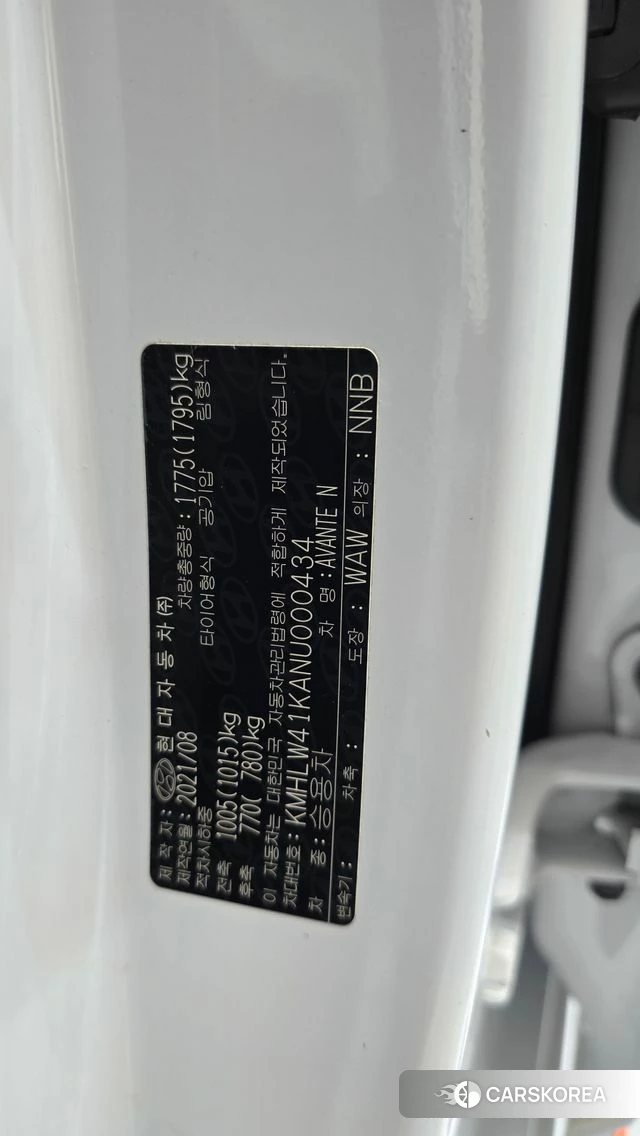 제 작 자 : 현 대 자 동 차 ㈜
제작연월 : 2021/08 차량총중량 : 1775(1795)kg
적차시하중 타이어형식 공기압 림형식
전축 1005(1015)kg
후축 770( 780)kg
이 자동차는 대한민국 자동차관리법령에 적합하게 제작되었습니다.
차대번호 : KMHLW41KANU000434
차 종 : 승용차 차 명 : AVANTE N
변속기 : 차축 : 도장 : WAW 의장 : NNB
CARSKOREA